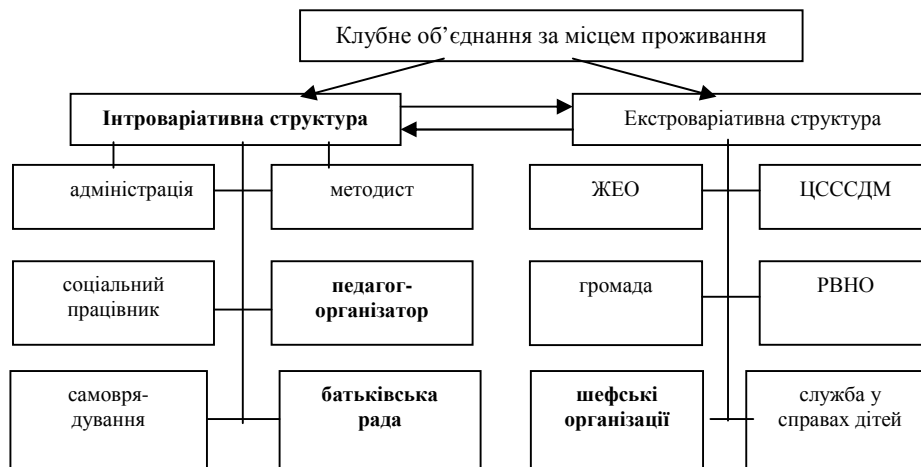 Клубне об’єднання за місцем проживання
Інтроваріативна структура
Екстроваріативна структура
адміністрація
методист
ЖЕО
ЦСССДМ
соціальний
працівник
педагог-
організатор
громада
РВНО
самовря-
дування
батьківська
рада
шефські
організації
служба у
справах дітей